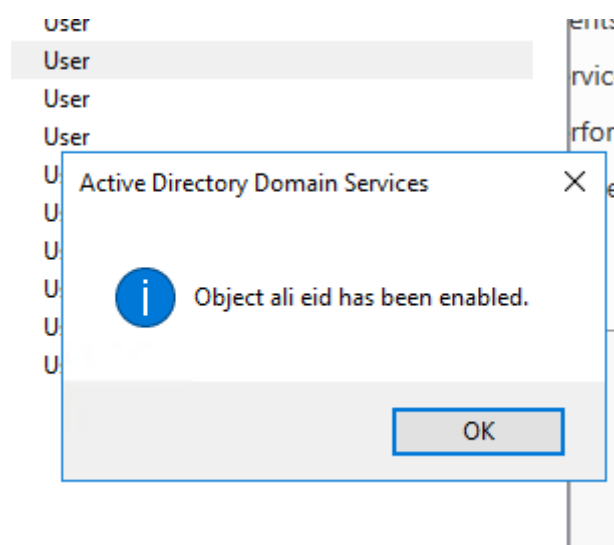 User
User
User
User
Active Directory Domain Services
Object ali eid has been enabled.
OK